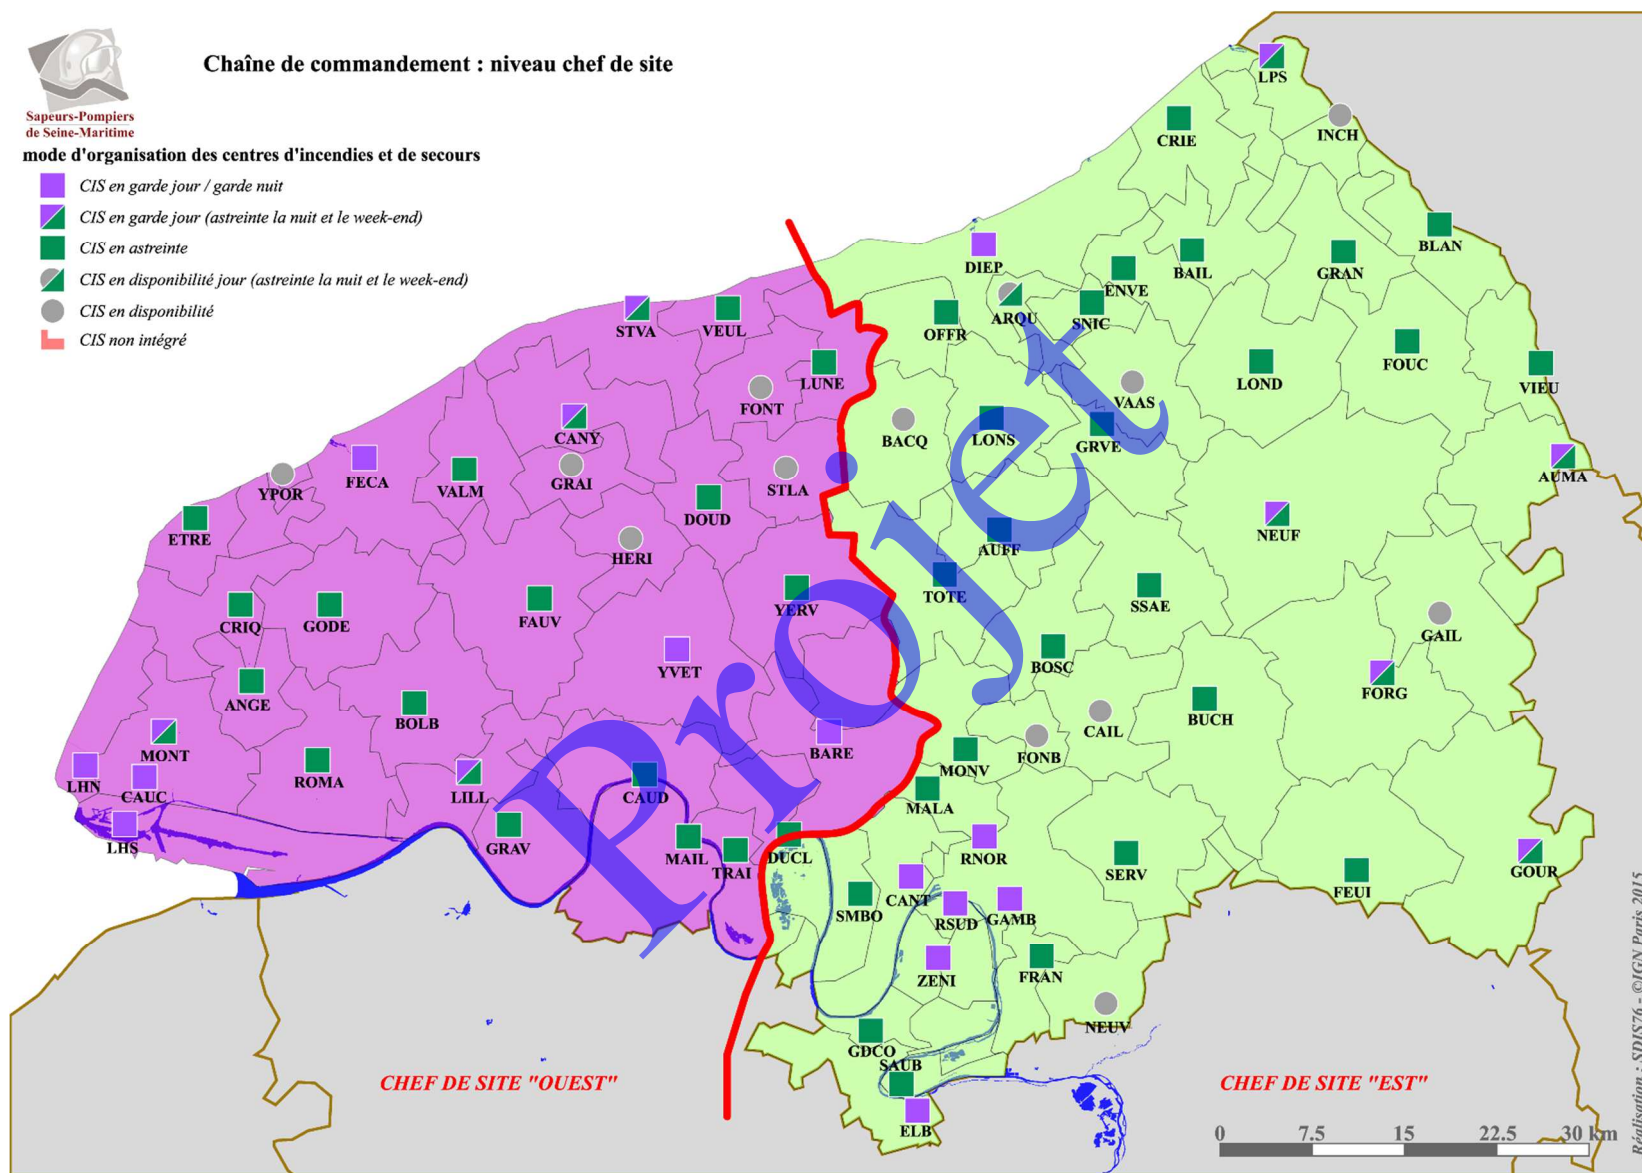 Chaîne de commandement : niveau chef de site
Sapeurs-Pompiers
de Seine-Maritime
mode d'organisation des centres d'incendies et de secours
CIS en garde jour / garde nuit
CIS en garde jour (astreinte la nuit et le week-end)
CIS en astreinte
CIS en disponibilité jour (astreinte la nuit et le week-end)
CIS en disponibilité
CIS non intégré
LPS
INCH
CRIE
BLAN
DIEP
BAIL
GRAN
ENVE
ARQU
SNIC
STVA
VEUL
OFFR
FOUC
LUNE
LOND
VIEU
FONT
VAAS
CANY
BACQ
LONS
GRVE
AUMA
YPOR
FECA
VALM
GRAI
STLA
DOUD
ETRE
NEUF
HERI
AUFF
YERV
TOTE
SSAE
CRIQ
GODE
FAUV
GAIL
YVET
BOSC
FORG
ANGE
BOLB
BUCH
MONT
BARE
CAIL
FONB
MONV
LHN
CAUC
ROMA
LILL
CAUD
MALA
LHS
GRAV
MAIL
TRAI
DUCL
RNOR
SERV
FEUI
GOUR
CANT
SMBO
RSUD
GAMB
ZENI
FRAN
NEUV
GDCO
SAUB
ELB
Projet
CHEF DE SITE "OUEST"
CHEF DE SITE "EST"
0 7.5 15 22.5 30 km
Réalisation : SDIS76 - ©IGN Paris 2015